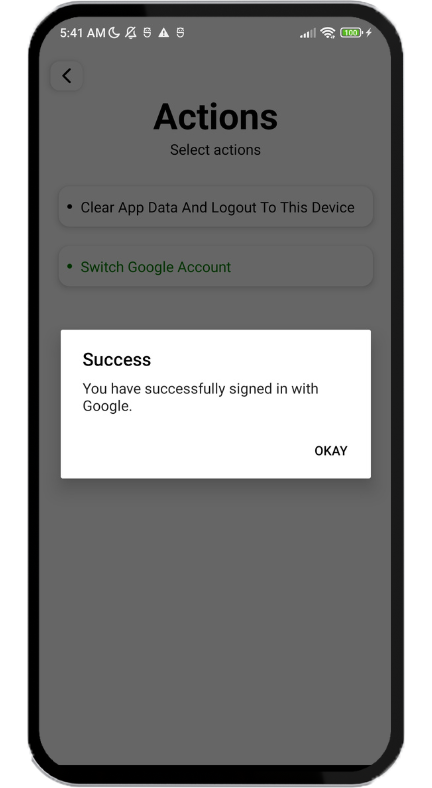 5:41 AM
100
Actions
Select actions
• Clear App Data And Logout To This Device
• Switch Google Account
Success
You have successfully signed in with
Google.
OKAY